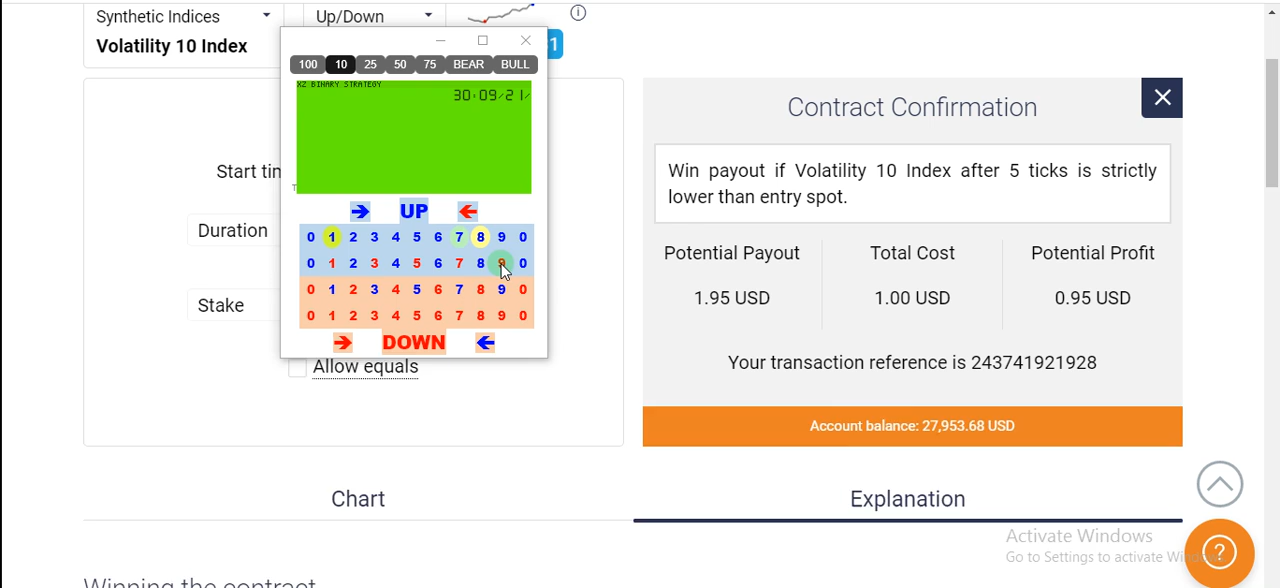 Synthetic Indices
Up/Down
Volatility 10 Index
100 10 25 50 75 BEAR BULL
X2 BINARY STRATEGY
30-09/21/
Start tim
UP
0 1 2 3 4 5 6 7 8 9 0
0 1 2 3 4 5 6 7 8 9 0
0 1 2 3 4 5 6 7 8 9 0
0 1 2 3 4 5 6 7 8 9 0
DOWN
Duration
Stake
Allow equals
Contract Confirmation
Win payout if Volatility 10 Index after 5 ticks is strictly
lower than entry spot.
Potential Payout Total Cost Potential Profit
1.95 USD 1.00 USD 0.95 USD
Your transaction reference is 243741921928
Account balance: 27,953.68 USD
Chart
Explanation
Activate Windows
Go to Settings to activate
Winning the contract